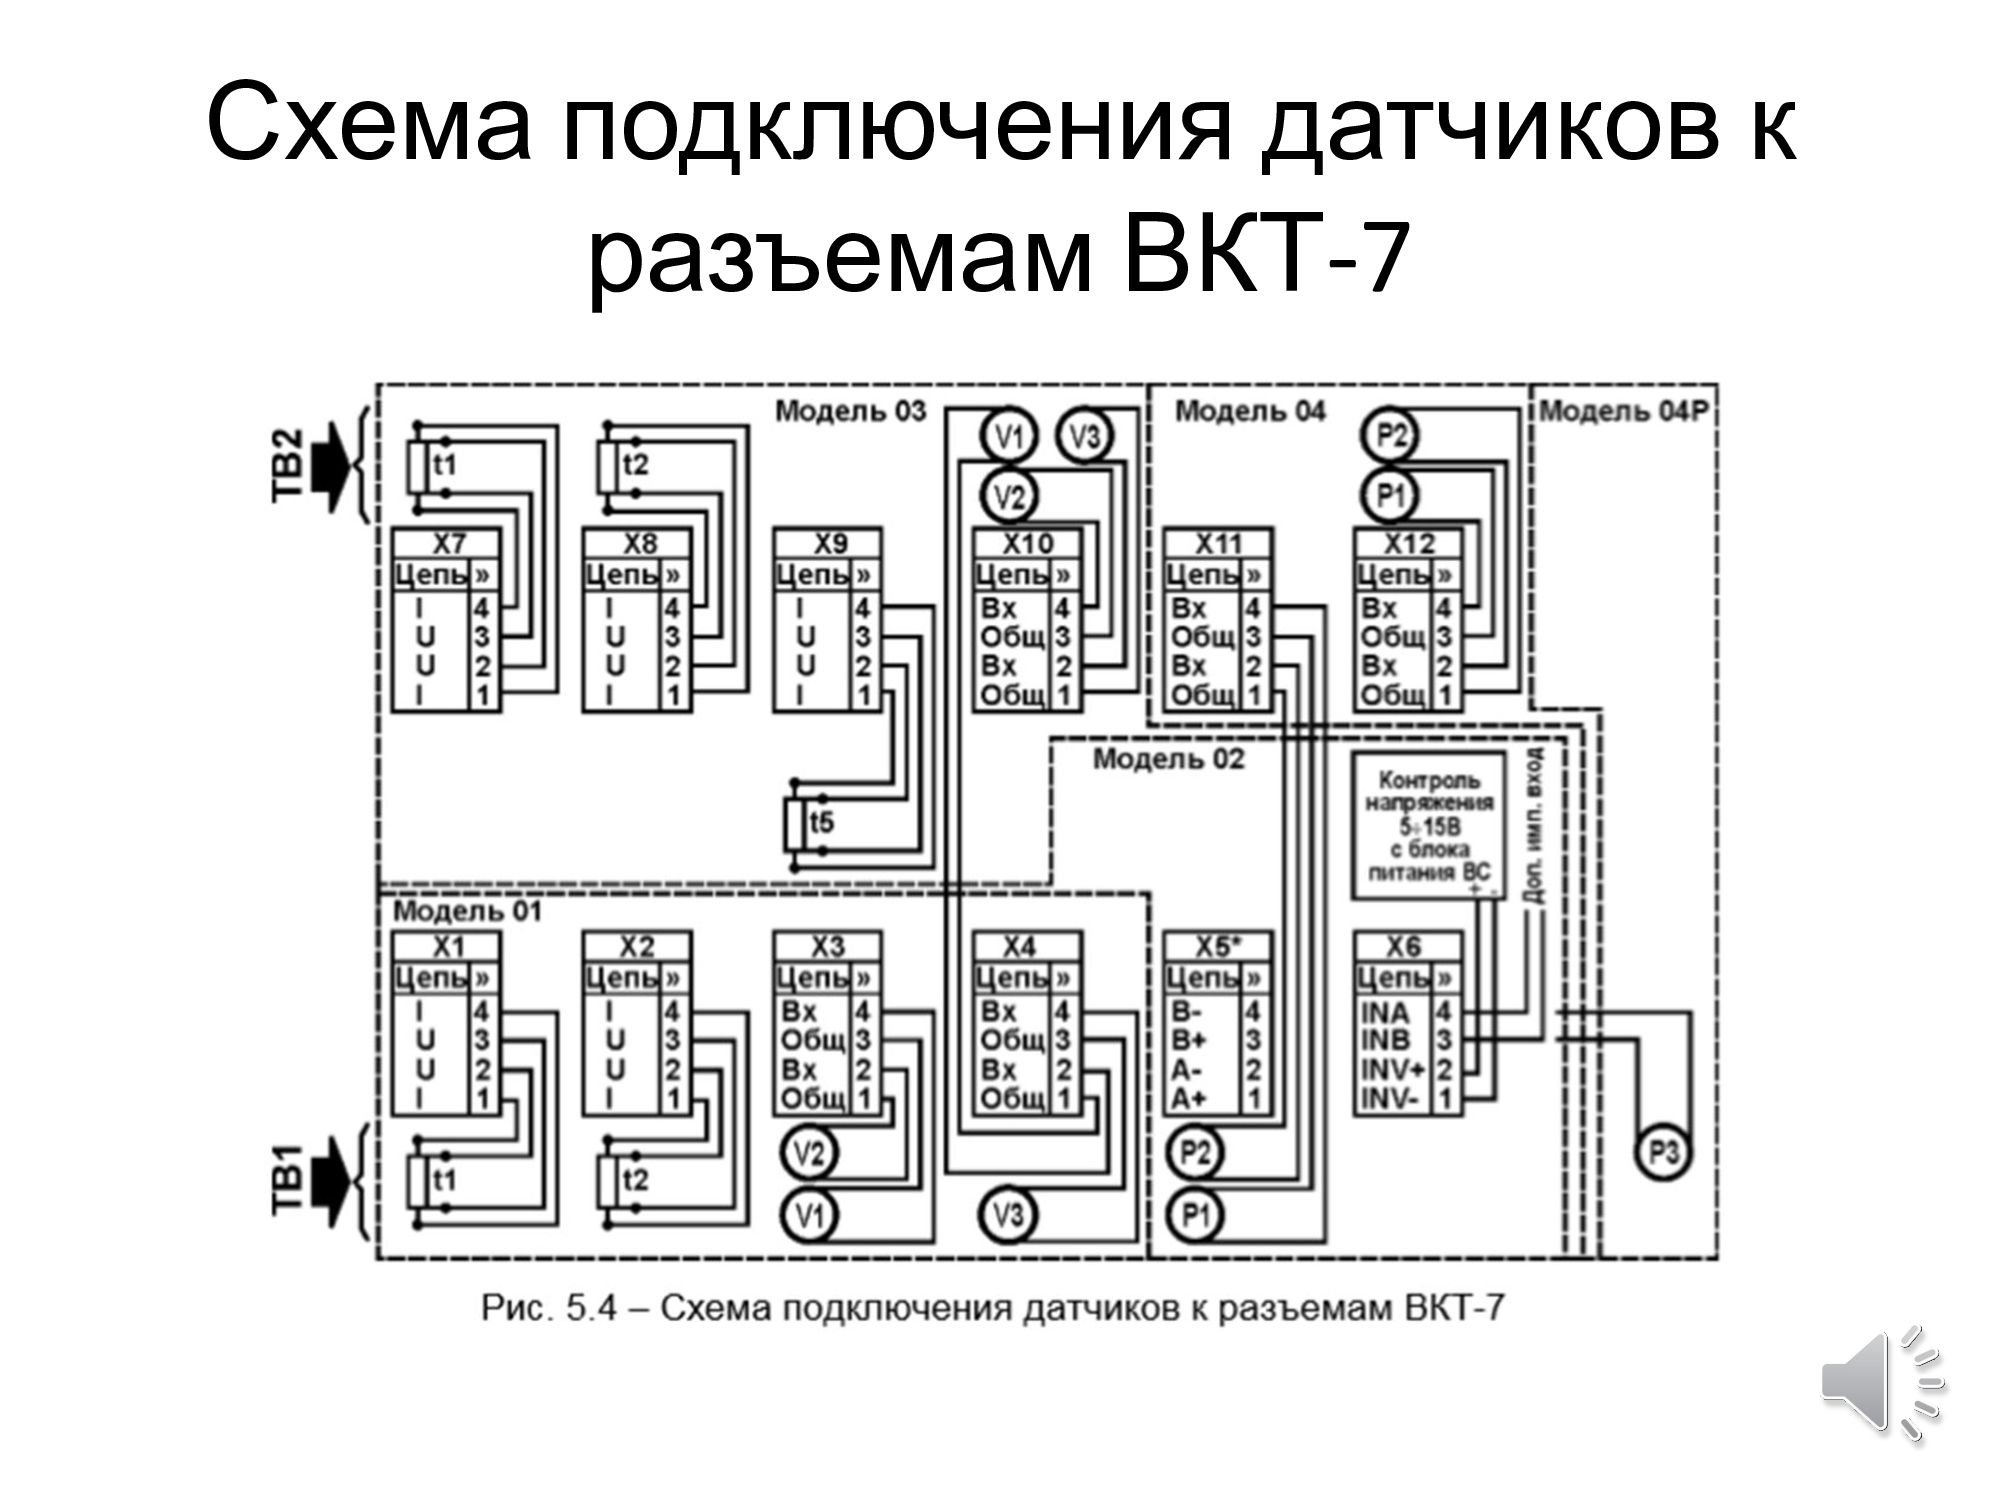 Схема подключения датчиков к
разъемам ВКТ-7
ТВ2
Модель 03
Модель 04
Модель 04Р
t1
t2
V1
V3
V2
P2
P1
X7
Цепь »
I 4
U 3
U 2
I 1
X8
Цепь »
I 4
U 3
U 2
I 1
X9
Цепь »
I 4
U 3
U 2
I 1
X10
Цепь »
Вх 4
Общ 3
Вх 2
Общ 1
X11
Цепь »
Вх 4
Общ 3
Вх 2
Общ 1
X12
Цепь »
Вх 4
Общ 3
Вх 2
Общ 1
t5
Модель 02
Контроль
напряжения
5÷15В
с блока
питания ВС
+ -
Доп. имп. вход
Модель 01
ТВ1
X1
Цепь »
I 4
U 3
U 2
I 1
X2
Цепь »
I 4
U 3
U 2
I 1
X3
Цепь »
Вх 4
Общ 3
Вх 2
Общ 1
X4
Цепь »
Вх 4
Общ 3
Вх 2
Общ 1
X5*
Цепь »
B- 4
B+ 3
A- 2
A+ 1
X6
Цепь »
INA 4
INB 3
INV+ 2
INV- 1
t1
t2
V2
V1
V3
P2
P1
P3
Рис. 5.4 – Схема подключения датчиков к разъемам ВКТ-7